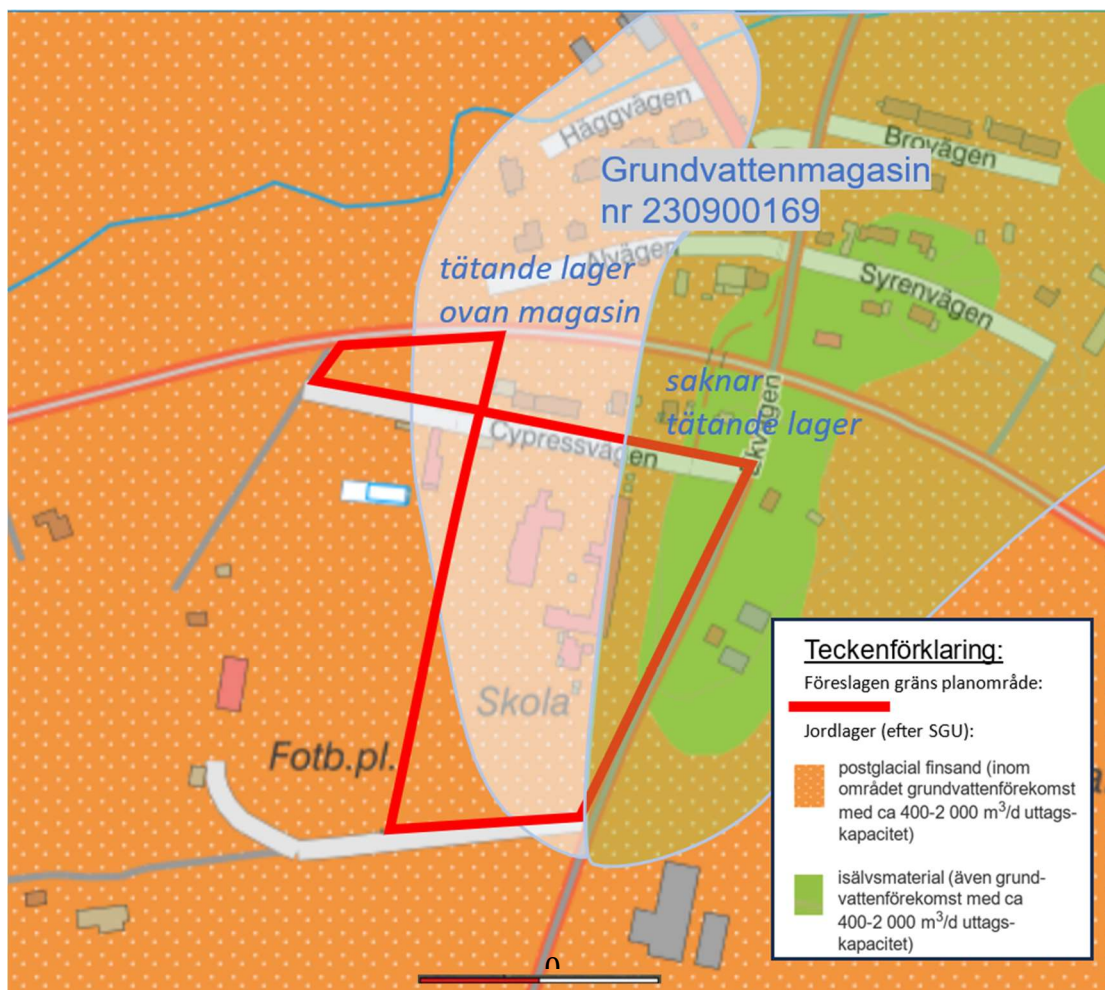 Häggvägen
Brovägen
Grundvattenmagasin
nr 230900169
Alvägen
Syrenvägen
tätande lager
ovan magasin
saknar
tätande lager
Ekvägen
Cypressvägen
Skola
Fotb.pl.
Teckenförklaring:
Föreslagen gräns planområde:
Jordlager (efter SGU):
postglacial finsand (inom
området grundvattenförekomst
med ca 400-2 000 m³/d uttags-
kapacitet)
isälvsmaterial (även grund-
vattenförekomst med ca
400-2 000 m³/d uttags-
kapacitet)